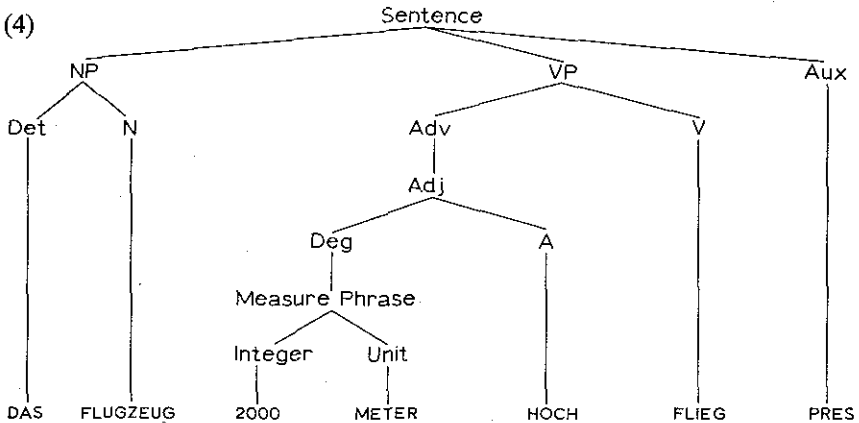 (4)
Sentence
NP VP Aux
Det N Adv V
Adj
Deg A
Measure Phrase
Integer Unit
DAS FLUGZEUG 2000 METER HOCH FLIEG PRES